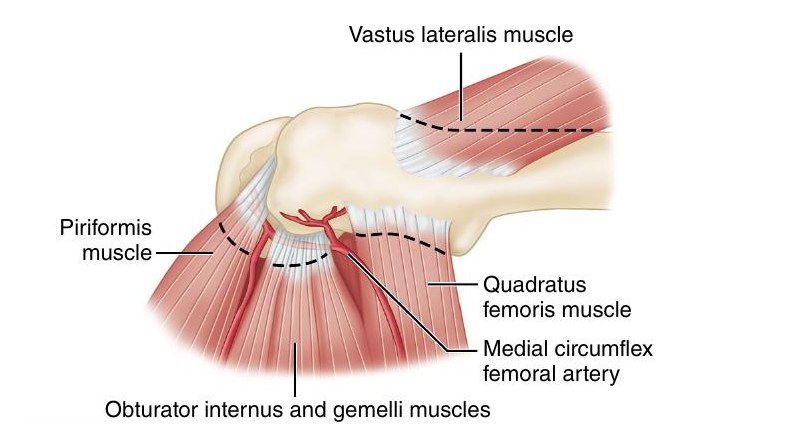 Vastus lateralis muscle
Piriformis
muscle
Quadratus
femoris muscle
Medial circumflex
femoral artery
Obturator internus and gemelli muscles